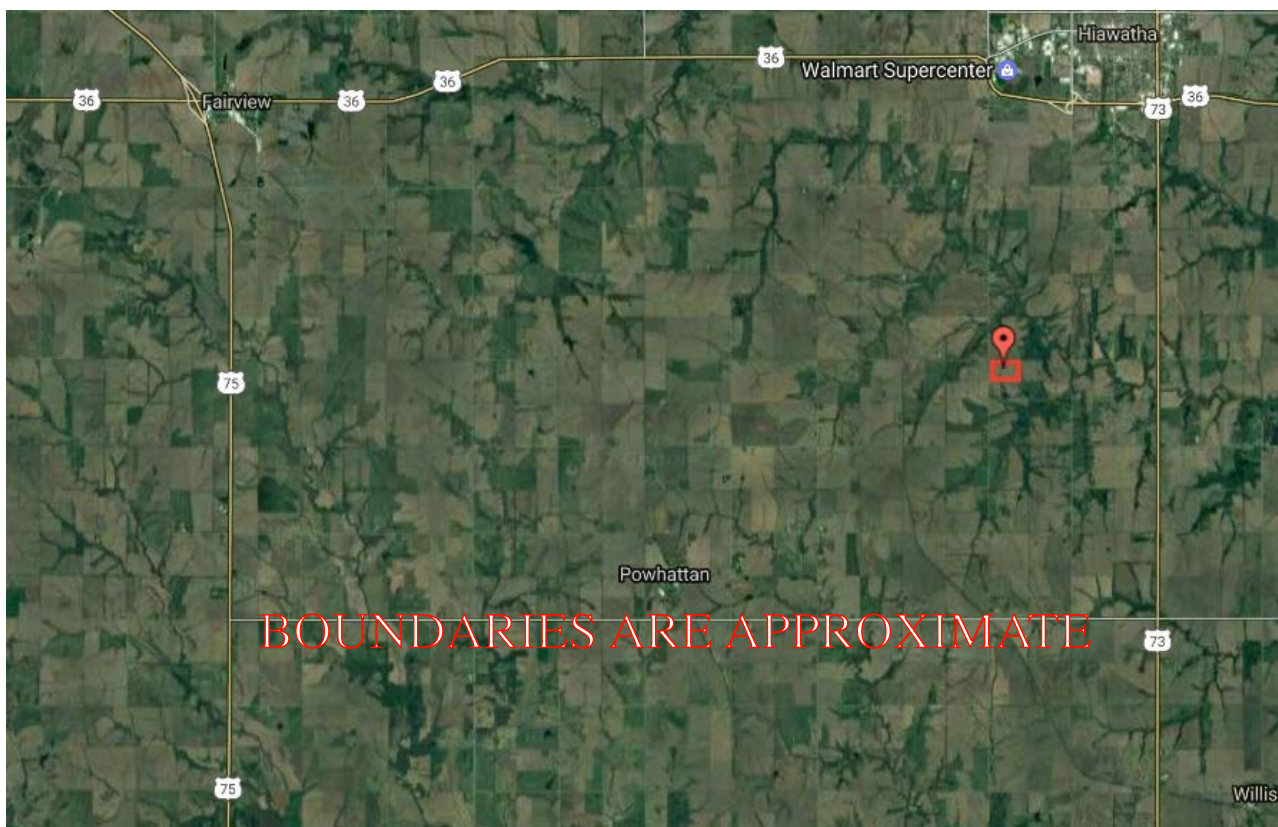 Hiawatha
36
Walmart Supercenter
36
36
Fairview
36
36
73
75
Powhattan
BOUNDARIES ARE APPROXIMATE
73
75
Willis